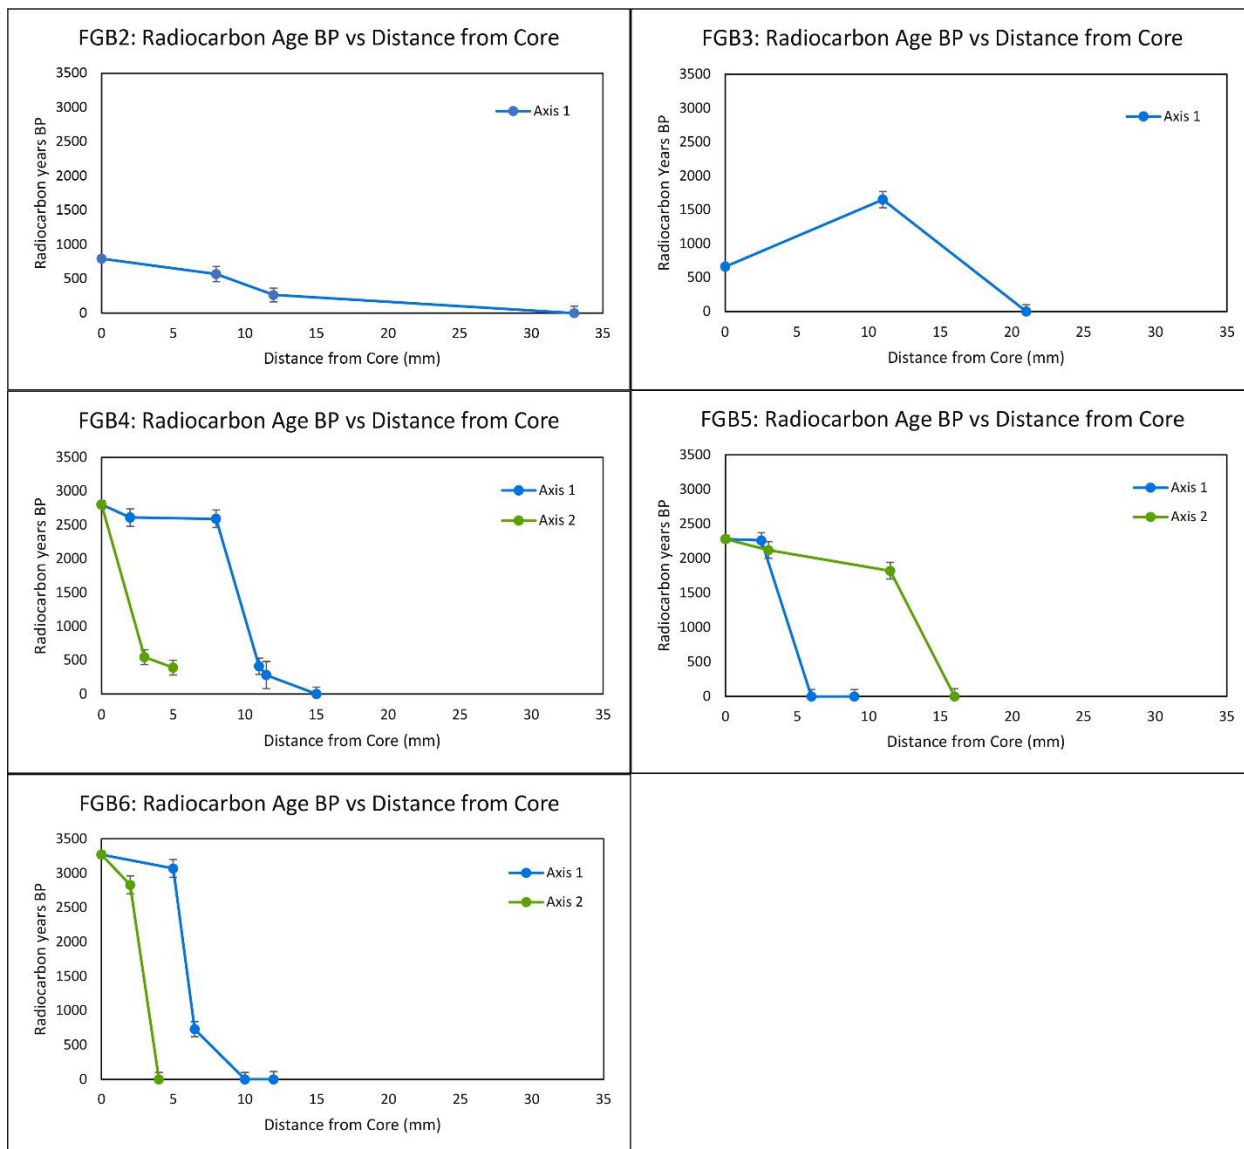 FGB2: Radiocarbon Age BP vs Distance from Core
Radiocarbon years BP
3500
3000
2500
2000
1500
1000
500
0
Axis 1
0 5 10 15 20 25 30 35
Distance from Core (mm)
FGB3: Radiocarbon Age BP vs Distance from Core
Radiocarbon Years BP
3500
3000
2500
2000
1500
1000
500
0
Axis 1
0 5 10 15 20 25 30 35
Distance from Core (mm)
FGB4: Radiocarbon Age BP vs Distance from Core
Radiocarbon years BP
3500
3000
2500
2000
1500
1000
500
0
Axis 1
Axis 2
0 5 10 15 20 25 30 35
Distance from Core (mm)
FGB5: Radiocarbon Age BP vs Distance from Core
Radiocarbon years BP
3500
3000
2500
2000
1500
1000
500
0
Axis 1
Axis 2
0 5 10 15 20 25 30 35
Distance from Core (mm)
FGB6: Radiocarbon Age BP vs Distance from Core
Radiocarbon years BP
3500
3000
2500
2000
1500
1000
500
0
Axis 1
Axis 2
0 5 10 15 20 25 30 35
Distance from Core (mm)